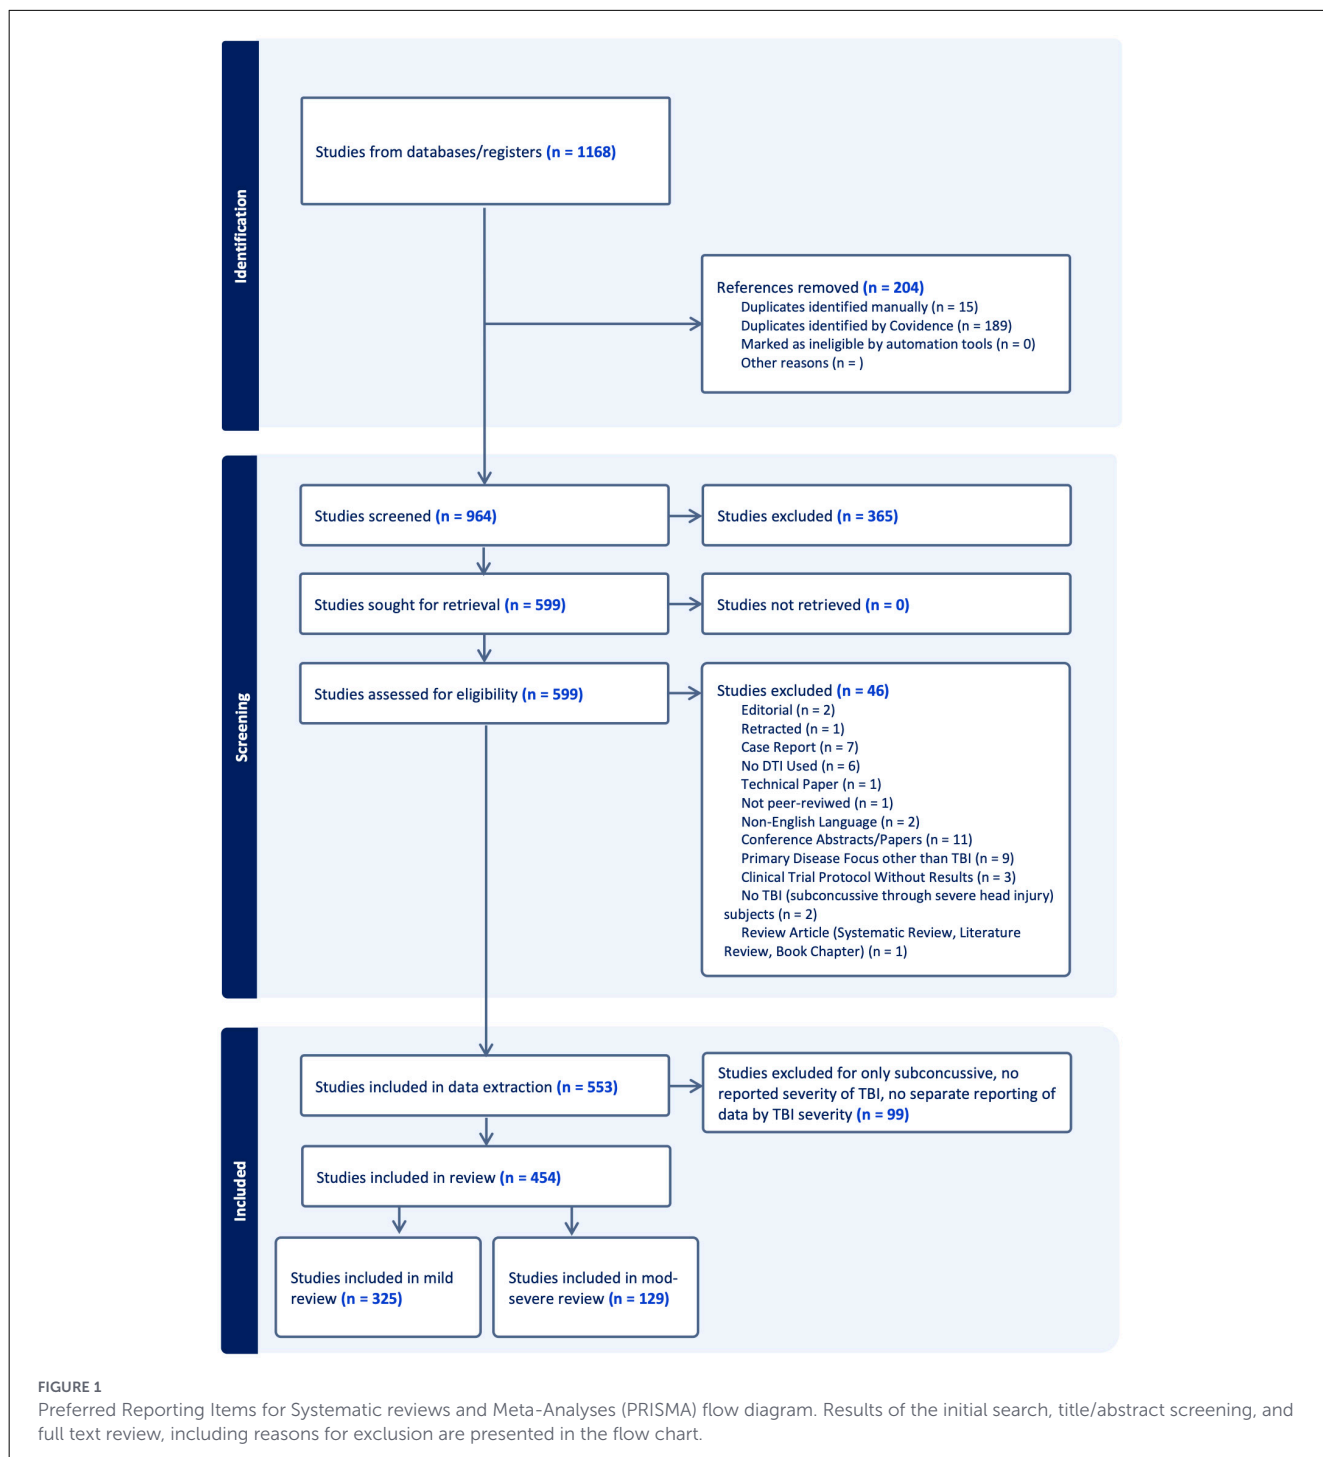 Identification
Studies from databases/registers (n = 1168)
References removed (n = 204)
Duplicates identified manually (n = 15)
Duplicates identified by Covidence (n = 189)
Marked as ineligible by automation tools (n = 0)
Other reasons (n = )
Screening
Studies screened (n = 964)
Studies excluded (n = 365)
Studies sought for retrieval (n = 599)
Studies not retrieved (n = 0)
Studies assessed for eligibility (n = 599)
Studies excluded (n = 46)
Editorial (n = 2)
Retracted (n = 1)
Case Report (n = 7)
No DTI Used (n = 6)
Technical Paper (n = 1)
Not peer-reviwed (n = 1)
Non-English Language (n = 2)
Conference Abstracts/Papers (n = 11)
Primary Disease Focus other than TBI (n = 9)
Clinical Trial Protocol Without Results (n = 3)
No TBI (subconcussive through severe head injury)
subjects (n = 2)
Review Article (Systematic Review, Literature
Review, Book Chapter) (n = 1)
Included
Studies included in data extraction (n = 553)
Studies excluded for only subconcussive, no
reported severity of TBI, no separate reporting of
data by TBI severity (n = 99)
Studies included in review (n = 454)
Studies included in mild
review (n = 325)
Studies included in mod-
severe review (n = 129)
FIGURE 1
Preferred Reporting Items for Systematic reviews and Meta-Analyses (PRISMA) flow diagram. Results of the initial search, title/abstract screening, and
full text review, including reasons for exclusion are presented in the flow chart.